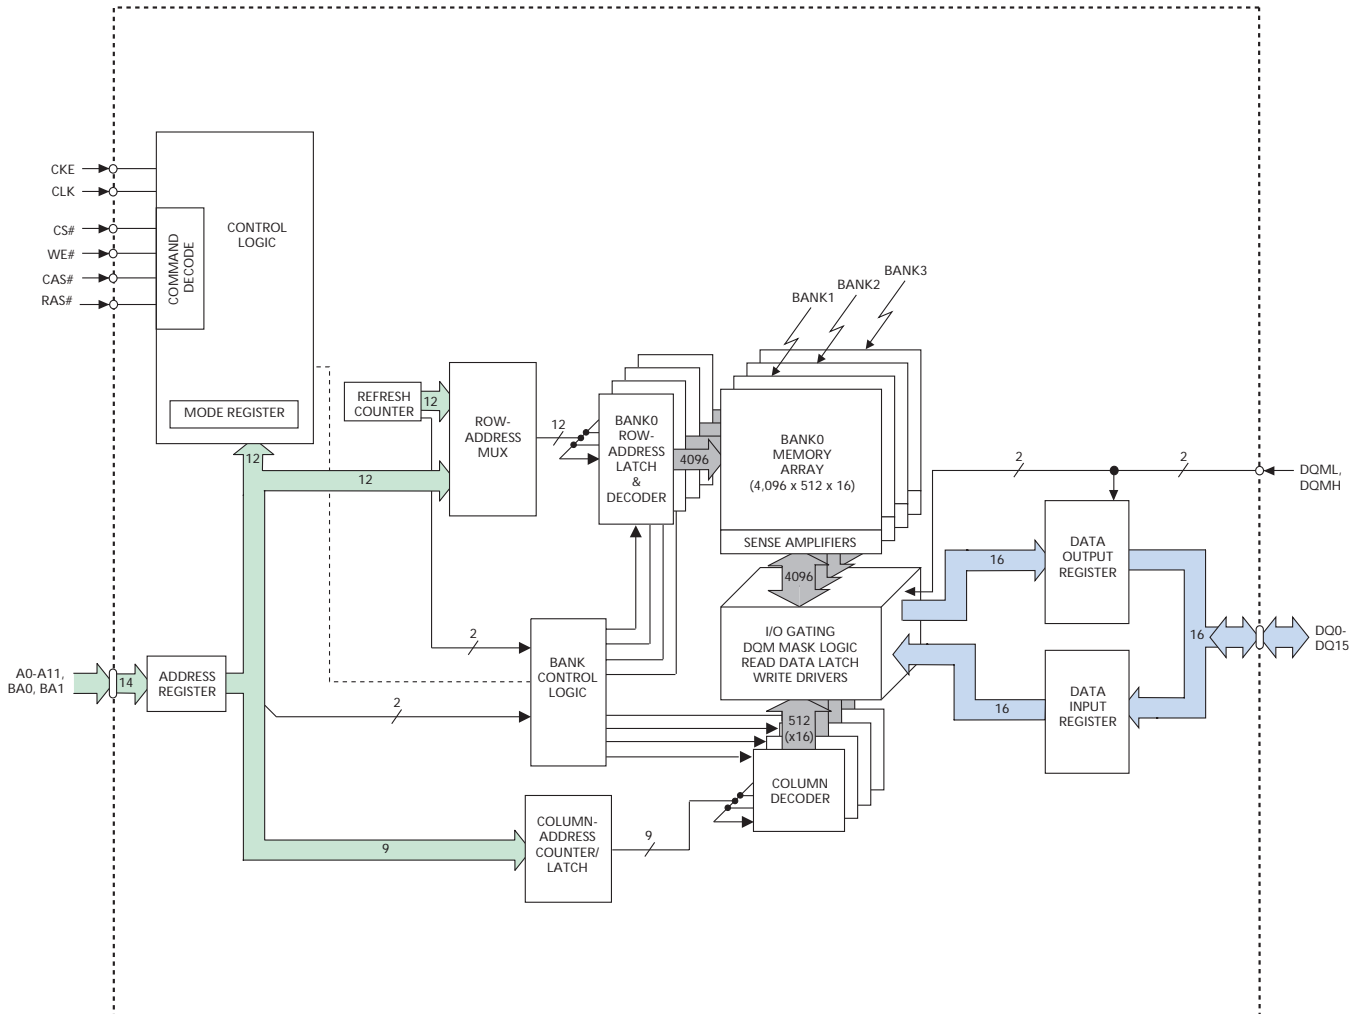 CKE
CLK
CS#
WE#
CAS#
RAS#
COMMAND
DECODE
CONTROL
LOGIC
MODE REGISTER
12
12
REFRESH
COUNTER
12
ROW-
ADDRESS
MUX
12
BANK0
ROW-
ADDRESS
LATCH
&
DECODER
4096
BANK1
BANK2
BANK3
BANK0
MEMORY
ARRAY
(4,096 x 512 x 16)
SENSE AMPLIFIERS
4096
I/O GATING
DQM MASK LOGIC
READ DATA LATCH
WRITE DRIVERS
2
2
DQML,
DQMH
16
DATA
OUTPUT
REGISTER
16
DQ0-
DQ15
16
DATA
INPUT
REGISTER
A0-A11,
BA0, BA1
14
ADDRESS
REGISTER
2
2
BANK
CONTROL
LOGIC
512
(x16)
COLUMN
DECODER
9
COLUMN-
ADDRESS
COUNTER/
LATCH
9